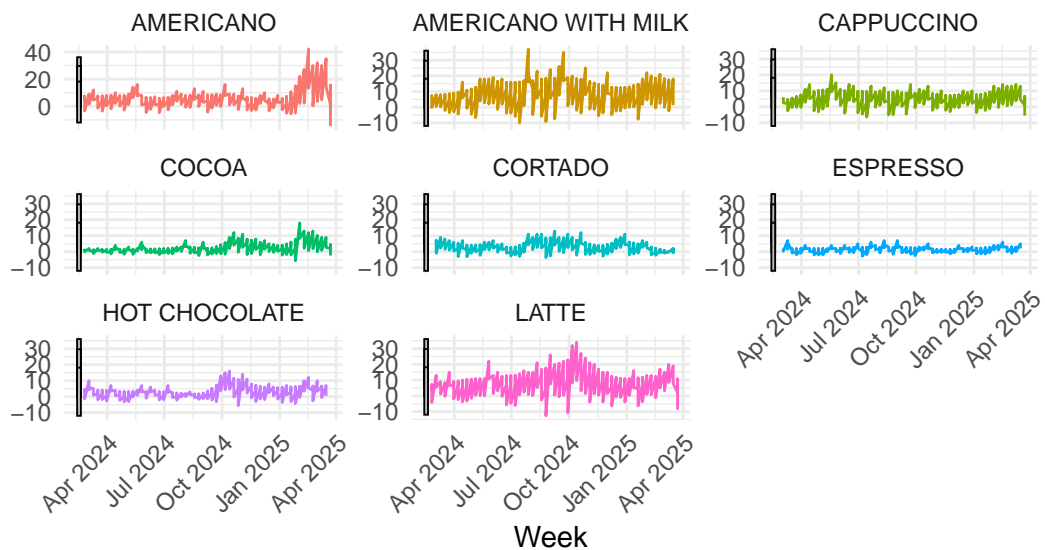 AMERICANO
AMERICANO WITH MILK
CAPPUCCINO
40
20
0
30
20
10
0
−10
30
20
10
0
−10
COCOA
CORTADO
ESPRESSO
30
20
10
0
−10
30
20
10
0
−10
30
20
10
0
−10
HOT CHOCOLATE
LATTE
30
20
10
0
−10
30
20
10
0
−10
Apr 2024
Jul 2024
Oct 2024
Jan 2025
Apr 2025
Apr 2024
Jul 2024
Oct 2024
Jan 2025
Apr 2025
Apr 2024
Jul 2024
Oct 2024
Jan 2025
Apr 2025
Week